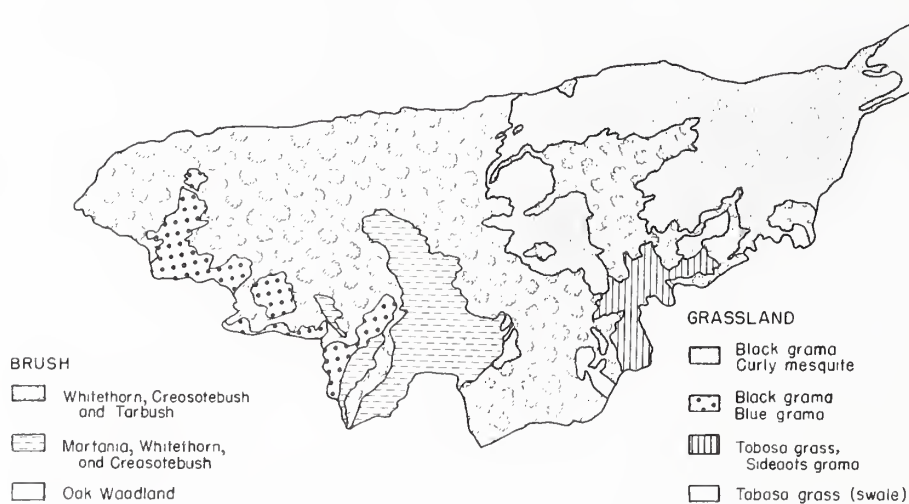 BRUSH
Whitethorn, Creosotebush
and Tarbush
Mortonia, Whitethorn,
and Creosotebush
Oak Woodland
GRASSLAND
Black grama
Curly mesquite
Black grama
Blue grama
Tobosa grass,
Sideoats grama
Tobosa grass (swale)